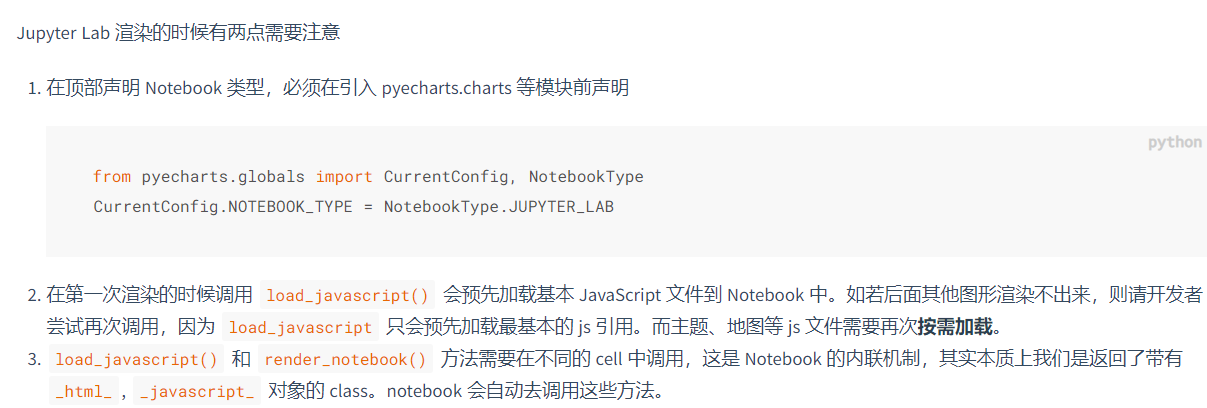 Jupyter Lab 渲染的时候有两点需要注意
1. 在顶部声明 Notebook 类型，必须在引入 pyecharts.charts 等模块前声明
python
from pyecharts.globals import CurrentConfig, NotebookType
CurrentConfig.NOTEBOOK_TYPE = NotebookType.JUPYTER_LAB
2. 在第一次渲染的时候调用 load_javascript() 会预先加载基本 JavaScript 文件到 Notebook 中。如若后面其他图形渲染不出来，则请开发者
尝试再次调用，因为 load_javascript 只会预先加载最基本的 js 引用。而主题、地图等 js 文件需要再次按需加载。
3. load_javascript() 和 render_notebook() 方法需要在不同的 cell 中调用，这是 Notebook 的内联机制，其实本质上我们是返回了带有
_html_ , _javascript_ 对象的 class。notebook 会自动去调用这些方法。